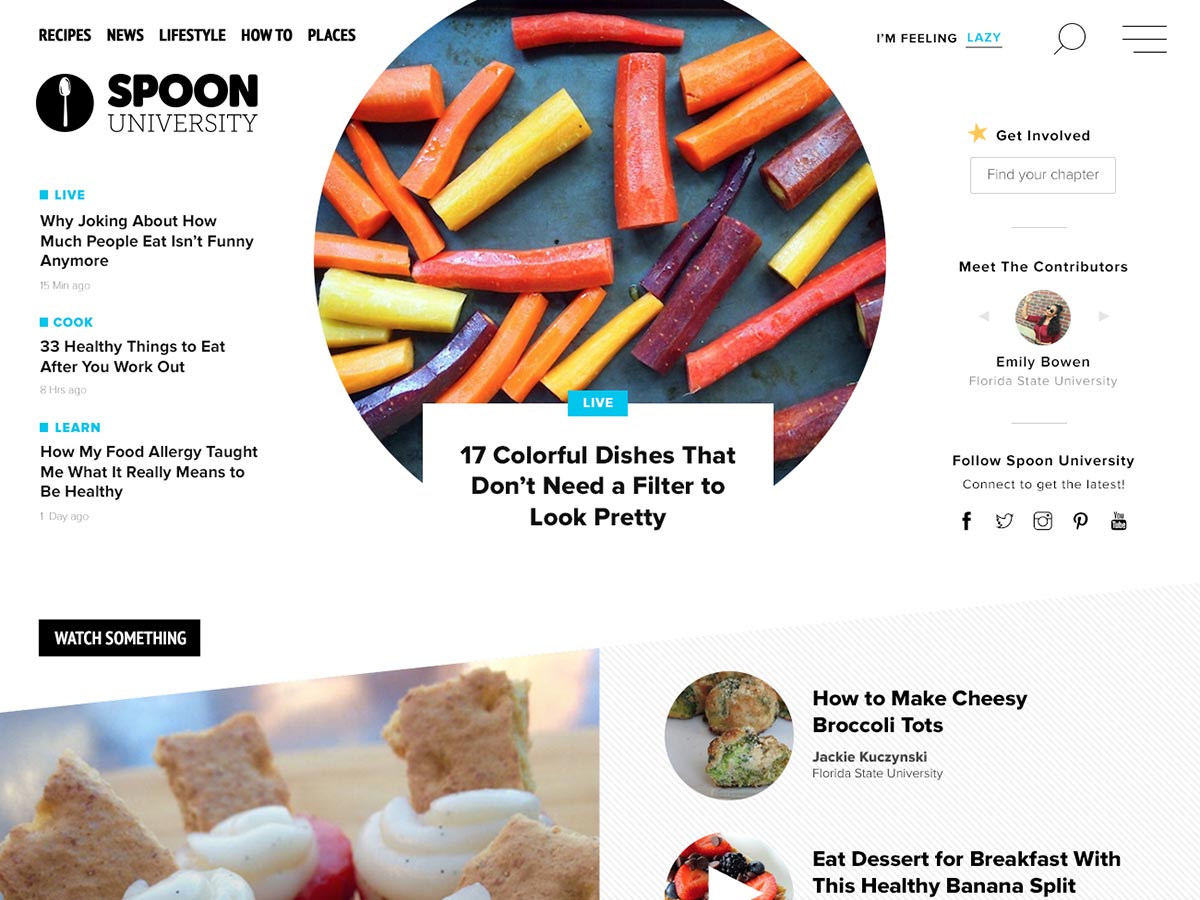 RECIPES NEWS LIFESTYLE HOW TO PLACES
I'M FEELING LAZY
SPOON
UNIVERSITY
LIVE
Why Joking About How
Much People Eat Isn't Funny
Anymore
15 Min ago
COOK
33 Healthy Things to Eat
After You Work Out
8 Hrs ago
LEARN
How My Food Allergy Taught
Me What It Really Means to
Be Healthy
1 Day ago
LIVE
17 Colorful Dishes That
Don't Need a Filter to
Look Pretty
Get Involved
Find your chapter
Meet The Contributors
Emily Bowen
Florida State University
Follow Spoon University
Connect to get the latest!
You
Tube
WATCH SOMETHING
How to Make Cheesy
Broccoli Tots
Jackie Kuczynski
Florida State University
Eat Dessert for Breakfast With
This Healthy Banana Split